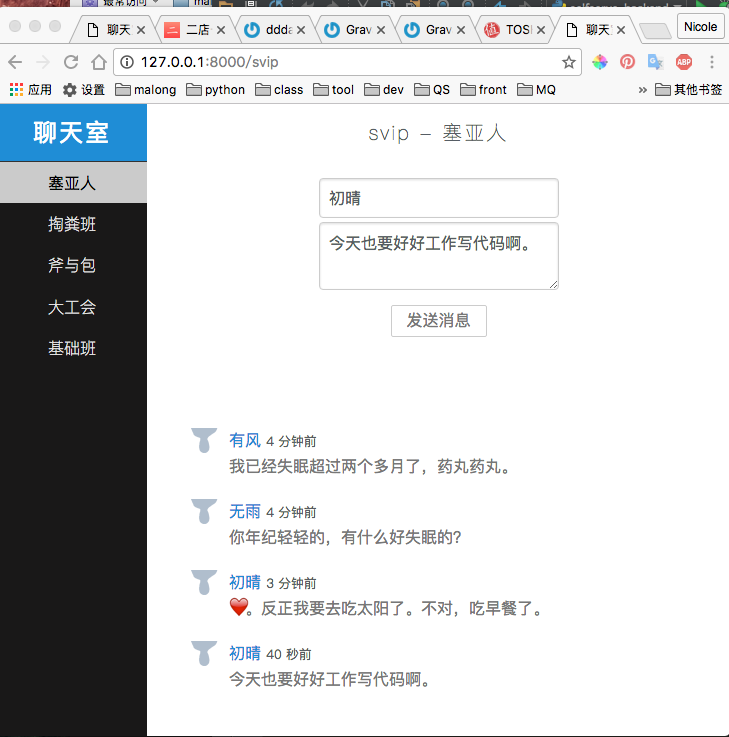 最常访问
ma
聊天
二店
ddda
Grav
Grav
TOS
聊天
Nicole
127.0.0.1:8000/svip
ABP
应用
设置
malong
python
class
tool
dev
QS
front
MQ
»
其他书签
聊天室
塞亚人
掏粪班
斧与包
大工会
基础班
svip – 塞亚人
初晴
今天也要好好工作写代码啊。
发送消息
有风 4 分钟前
我已经失眠超过两个多月了，药丸药丸。
无雨 4 分钟前
你年纪轻轻的，有什么好失眠的?
初晴 3 分钟前
❤️。反正我要去吃太阳了。不对，吃早餐了。
初晴 40 秒前
今天也要好好工作写代码啊。